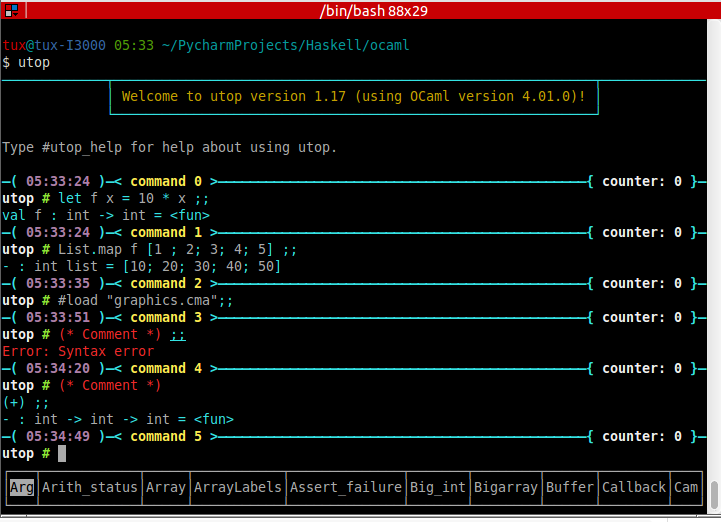 /bin/bash 88x29
tux@tux-I3000 05:33 ~/PycharmProjects/Haskell/ocaml
$ utop
Welcome to utop version 1.17 (using OCaml version 4.01.0)!
Type #utop_help for help about using utop.
─( 05:33:24 )─< command 0 >─{ counter: 0 }─
utop # let f x = 10 * x ;;
val f : int -> int = <fun>
─( 05:33:24 )─< command 1 >─{ counter: 0 }─
utop # List.map f [1 ; 2; 3; 4; 5] ;;
- : int list = [10; 20; 30; 40; 50]
─( 05:33:35 )─< command 2 >─{ counter: 0 }─
utop # #load "graphics.cma";;
─( 05:33:51 )─< command 3 >─{ counter: 0 }─
utop # (* Comment *) ;;
Error: Syntax error
─( 05:34:20 )─< command 4 >─{ counter: 0 }─
utop # (* Comment *)
(+) ;;
- : int -> int -> int = <fun>
─( 05:34:49 )─< command 5 >─{ counter: 0 }─
utop #
Arg│Arith_status│Array│ArrayLabels│Assert_failure│Big_int│Bigarray│Buffer│Callback│Cam